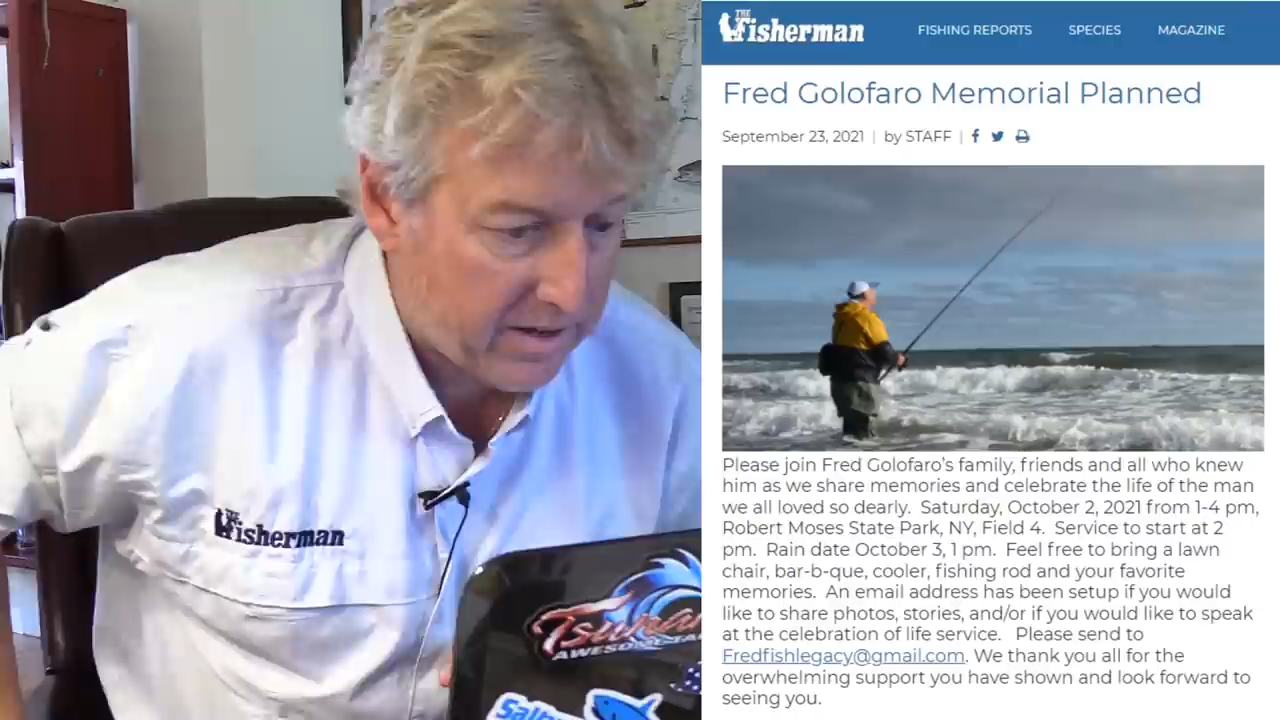 THE
Fisherman
FISHING REPORTS
SPECIES
MAGAZINE
Fred Golofaro Memorial Planned
September 23, 2021 | by STAFF |
Please join Fred Golofaro's family, friends and all who knew
him as we share memories and celebrate the life of the man
we all loved so dearly. Saturday, October 2, 2021 from 1-4 pm,
Robert Moses State Park, NY, Field 4. Service to start at 2
pm. Rain date October 3, 1 pm. Feel free to bring a lawn
chair, bar-b-que, cooler, fishing rod and your favorite
memories. An email address has been setup if you would
like to share photos, stories, and/or if you would like to speak
at the celebration of life service. Please send to
Fredfishlegacy@gmail.com. We thank you all for the
overwhelming support you have shown and look forward to
seeing you.
THE
Fisherman
Tsunam
AWESOME TA
Salt